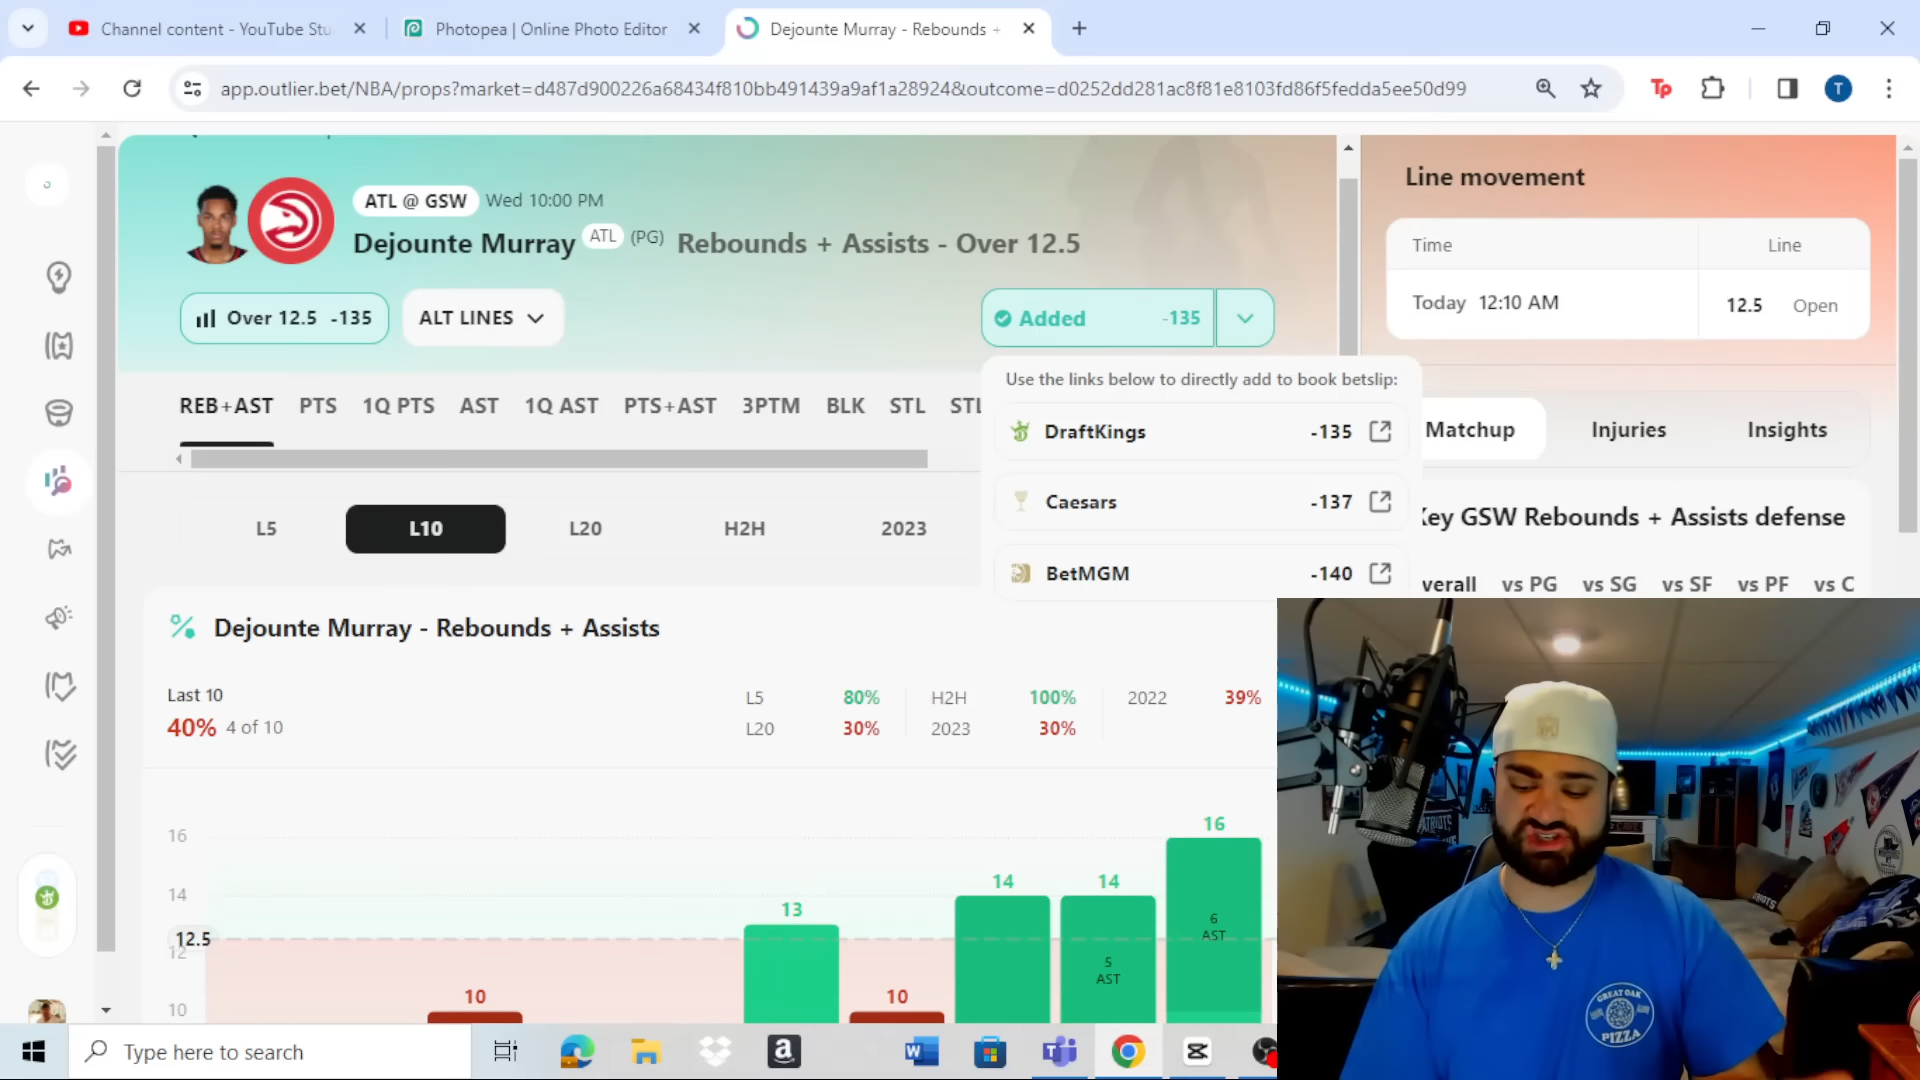 Channel content - YouTube Stu
Photopea | Online Photo Editor
Dejounte Murray - Rebounds +
app.outlier.bet/NBA/props?market=d487d900226a68434f810bb491439a9af1a28924&outcome=d0252dd281ac8f81e8103fd86f5fedda5ee50d99
Tp
T
ATL @ GSW Wed 10:00 PM
Dejounte Murray ATL (PG) Rebounds + Assists - Over 12.5
Over 12.5 -135
ALT LINES
Added -135
Line movement
Time Line
Today 12:10 AM 12.5 Open
Use the links below to directly add to book betslip:
DraftKings -135
Caesars -137
BetMGM -140
REB+AST PTS 1Q PTS AST 1Q AST PTS+AST 3PTM BLK STL STL
Matchup Injuries Insights
L5 L10 L20 H2H 2023
Key GSW Rebounds + Assists defense
verall vs PG vs SG vs SF vs PF vs C
Dejounte Murray - Rebounds + Assists
Last 10
40% 4 of 10
L5 80% H2H 100% 2022 39%
L20 30% 2023 30%
16
14
12.5
12
10
10
13
10
14
14
5
AST
16
6
AST
PATRIOTS
GREAT OAK
PIZZA
Type here to search